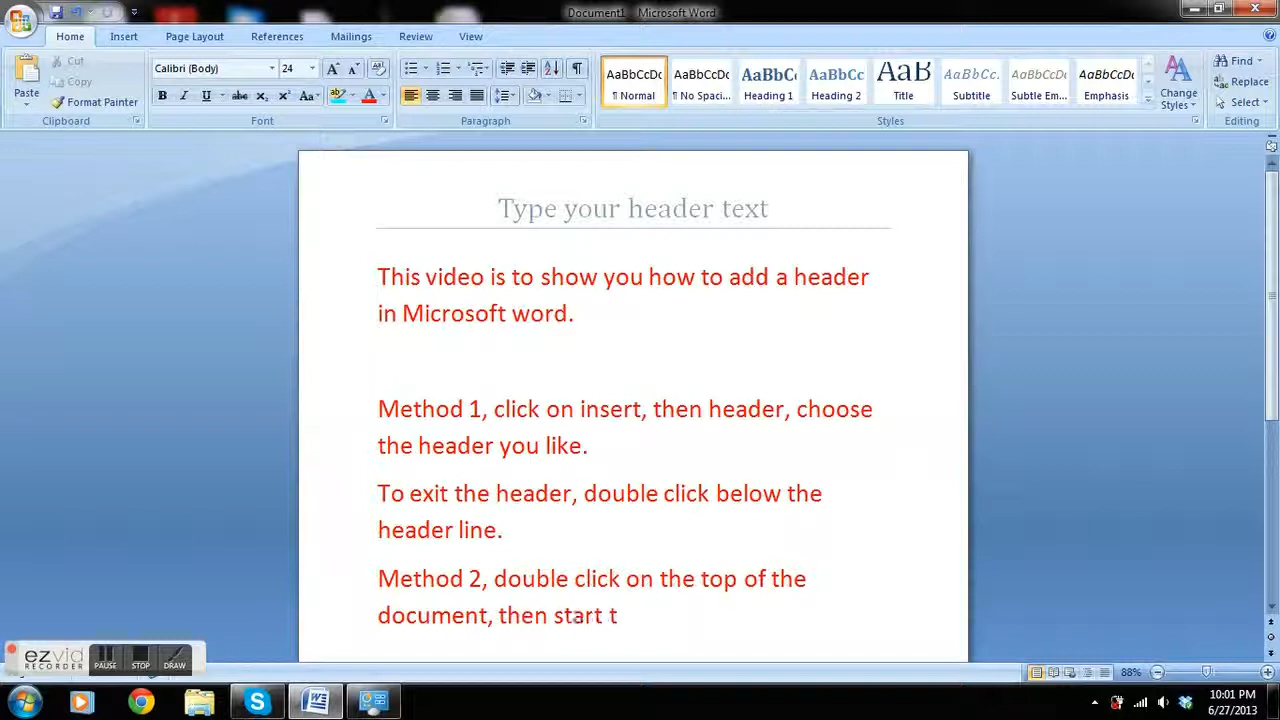 Document1 - Microsoft Word
Home Insert Page Layout References Mailings Review View
Paste
Cut
Copy
Format Painter
Clipboard
Calibri (Body) 24
Font
Paragraph
AaBbCcDc AaBbCcDc AaBbC AaBbCc AaB AaBbCc. AaBbCcDc AaBbCcDc
¶ Normal ¶ No Spaci... Heading 1 Heading 2 Title Subtitle Subtle Em... Emphasis
Change
Styles
Styles
Find
Replace
Select
Editing
Type your header text
This video is to show you how to add a header
in Microsoft word.
Method 1, click on insert, then header, choose
the header you like.
To exit the header, double click below the
header line.
Method 2, double click on the top of the
document, then start t
ezvid
RECORDER
PAUSE STOP DRAW
88%
10:01 PM
6/27/2013